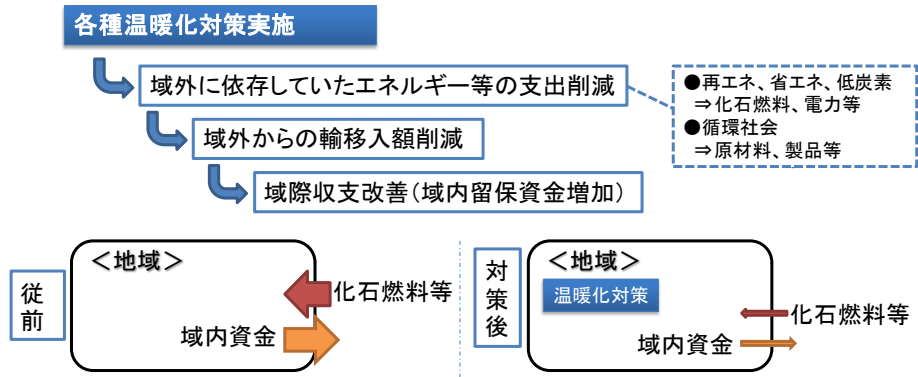 各種温暖化対策実施
域外に依存していたエネルギー等の支出削減
●再エネ、省エネ、低炭素
⇒化石燃料、電力等
●循環社会
⇒原材料、製品等
域外からの輸移入額削減
域際収支改善(域内留保資金増加)
従前
<地域>
化石燃料等
域内資金
対策後
<地域>
温暖化対策
化石燃料等
域内資金